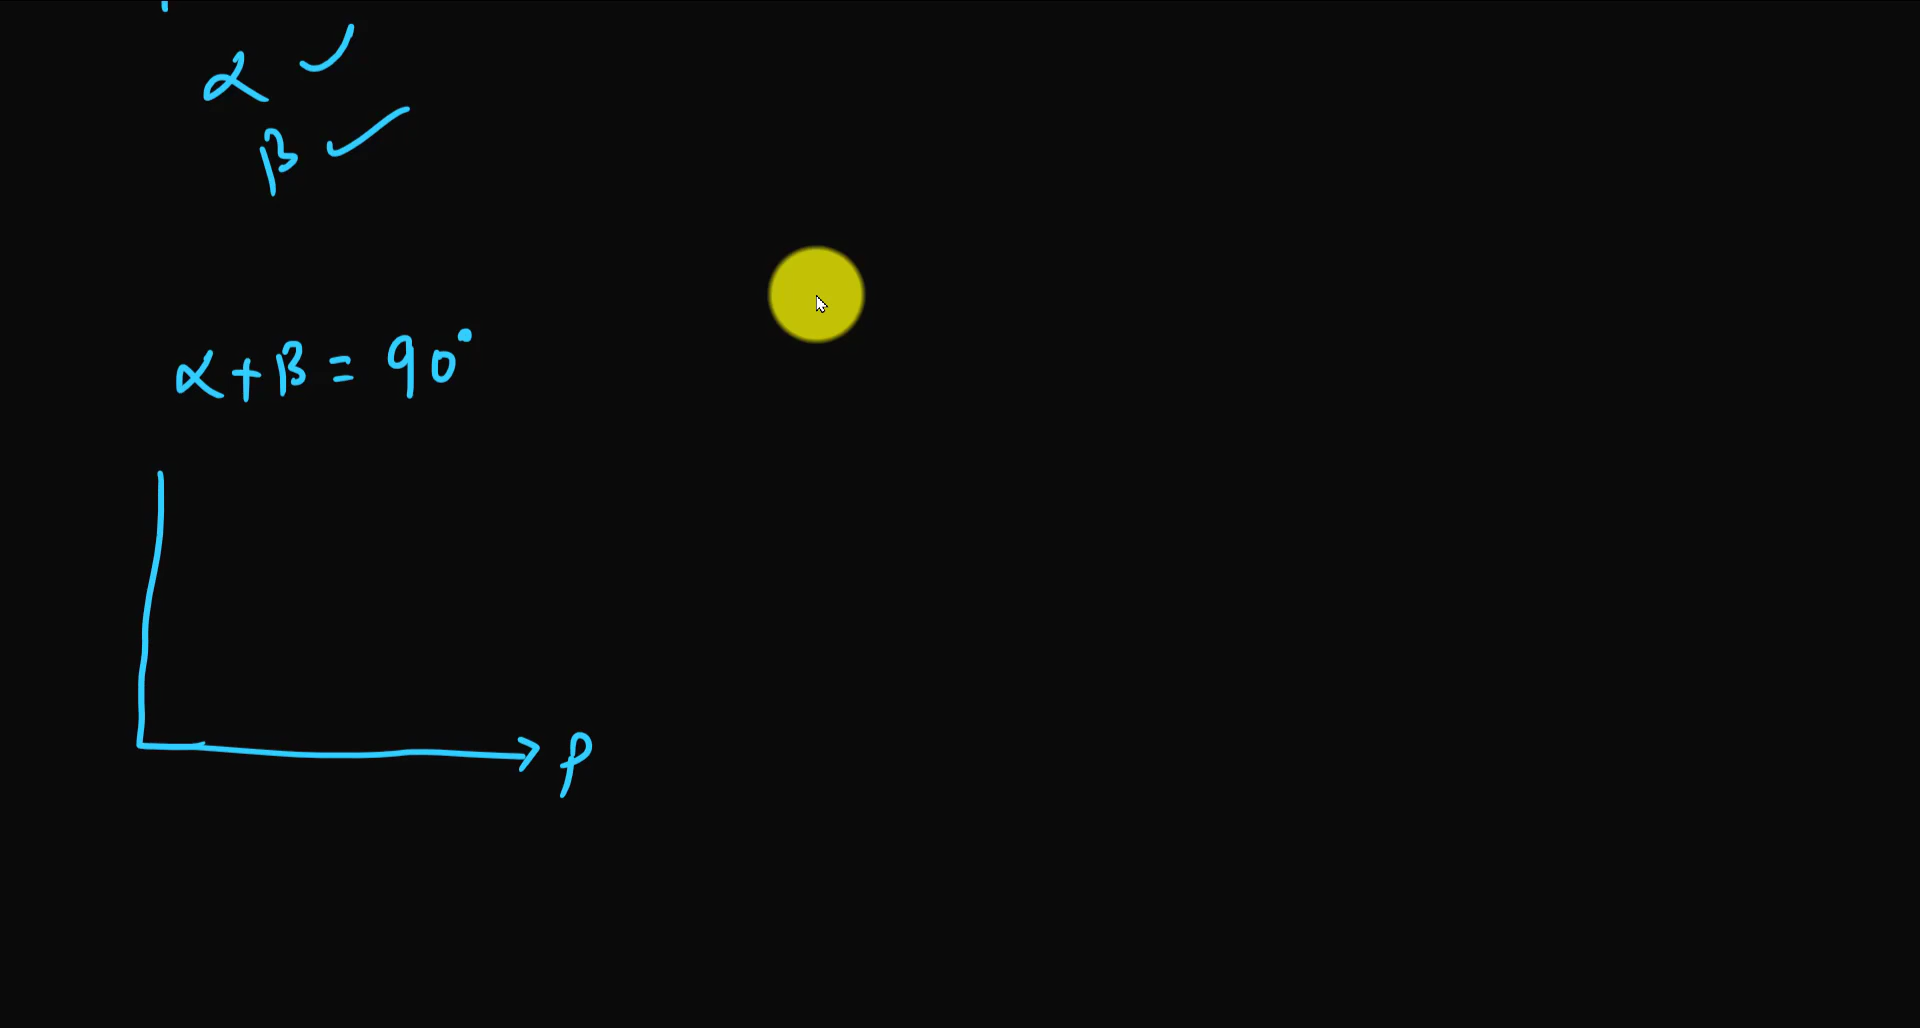 α ✓
β ✓
α+β = 90°
P